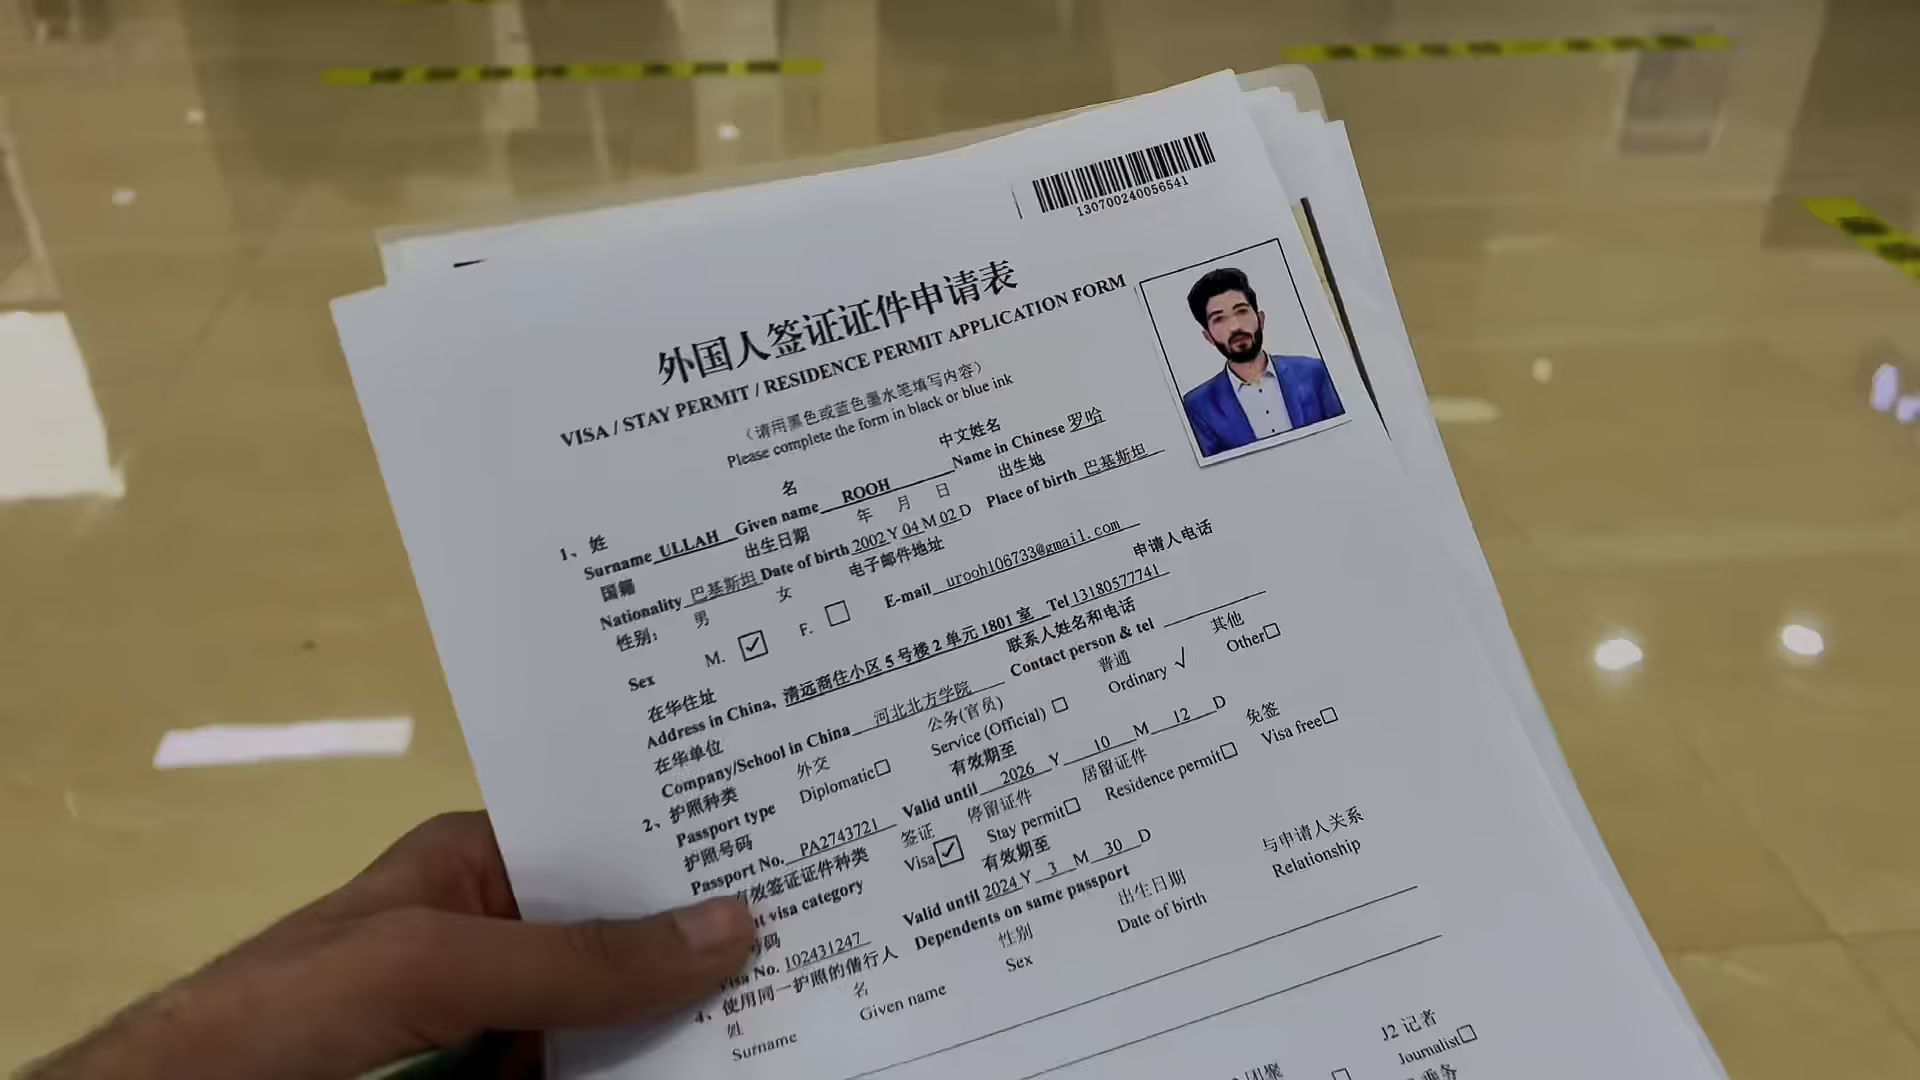 130700240056541
外国人签证证件申请表
VISA / STAY PERMIT / RESIDENCE PERMIT APPLICATION FORM
（请用黑色或蓝色墨水笔填写内容）
Please complete the form in black or blue ink
1、姓 名 中文姓名
Surname ULLAH Given name ROOH Name in Chinese 罗哈
国籍 出生日期 年 月 日 出生地
Nationality 巴基斯坦 Date of birth 2002 Y 04 M 02 D Place of birth 巴基斯坦
性别： 男 女 电子邮件地址
Sex M. ☑ F. □ E-mail urooh106733@gmail.com
在华住址 申请人电话
Address in China, 清远商住小区 5 号楼 2 单元 1801 室 Tel 13180577741
在华单位 联系人姓名和电话
Company/School in China 河北北方学院 Contact person & tel
2、护照种类 外交 公务(官员) 普通 其他
Passport type Diplomatic□ Service (Official) □ Ordinary √ Other□
护照号码 有效期至
Passport No. PA2743721 Valid until 2026 Y 10 M 12 D
有效签证证件种类 签证 停留证件 居留证件 免签
visa category Visa☑ Stay permit□ Residence permit□ Visa free□
号码 有效期至
Visa No. 102431247 Valid until 2024 Y 3 M 30 D
4、使用同一护照的偕行人 Dependents on same passport
姓 名 性别 出生日期 与申请人关系
Surname Given name Sex Date of birth Relationship
J2 记者
Journalist□